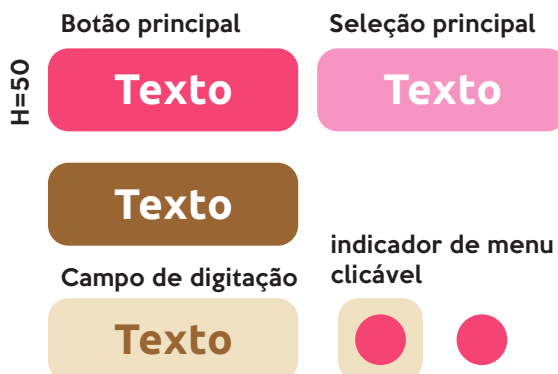 Botão principal
Seleção principal
H=50
Texto
Texto
Texto
Campo de digitação
indicador de menu
clicável
Texto